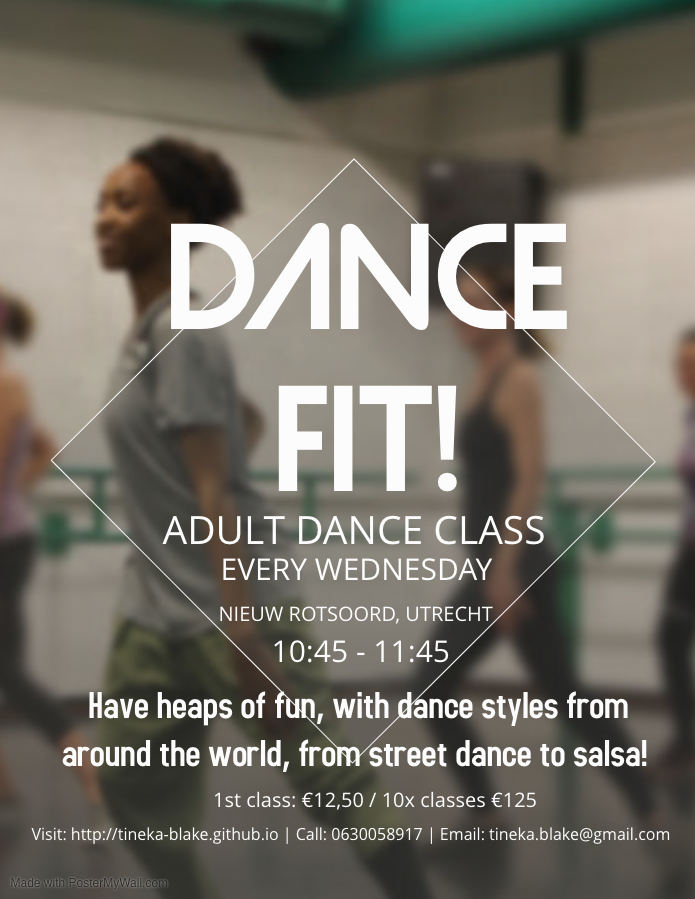 DANCE
FIT!
ADULT DANCE CLASS
EVERY WEDNESDAY
NIEUW ROTSOORD, UTRECHT
10:45 - 11:45
Have heaps of fun, with dance styles from
around the world, from street dance to salsa!
1st class: €12,50 / 10x classes €125
Visit: http://tineka-blake.github.io | Call: 0630058917 | Email: tineka.blake@gmail.com
Made with PosterMyWall.com